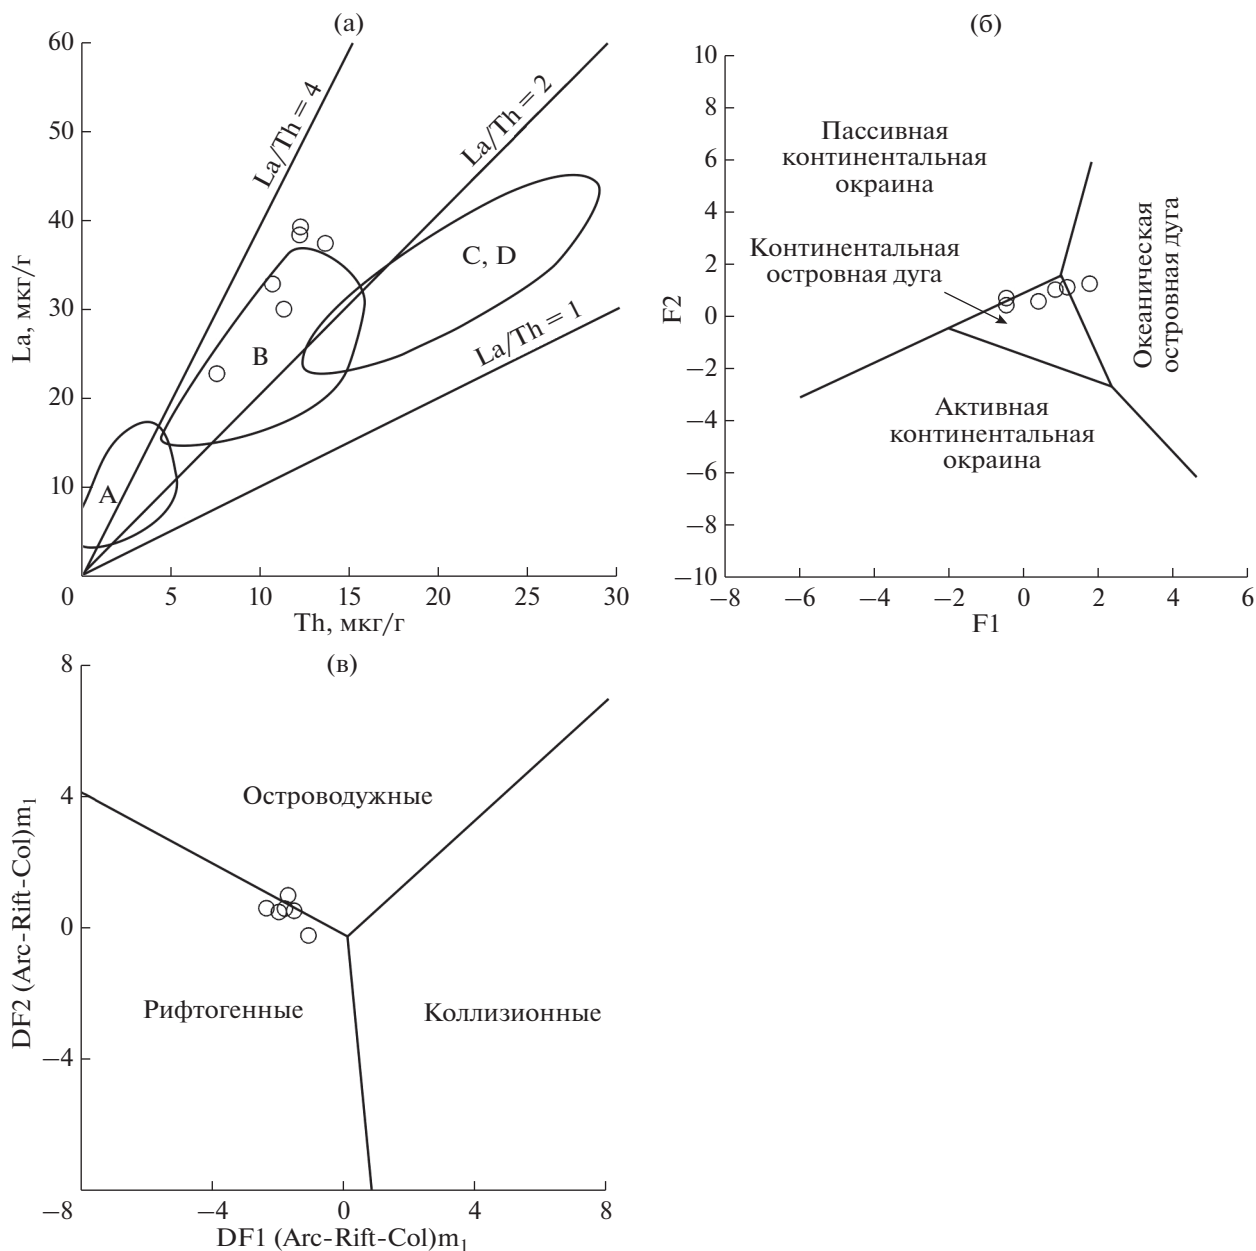 (а)
60
50
40
30
20
10
0
5
10
15
20
25
30
La, мкг/г
Th, мкг/г
La/Th = 4
La/Th = 2
La/Th = 1
A
B
C, D
(б)
10
8
6
4
2
0
−2
−4
−6
−8
−10
−8
−6
−4
−2
0
2
4
6
F2
F1
Пассивная
континентальная
окраина
Континентальная
островная дуга
Океаническая
островная дуга
Активная
континентальная
окраина
(в)
8
4
0
−4
−8
−4
0
4
8
DF2 (Arc-Rift-Col)m1
DF1 (Arc-Rift-Col)m1
Островодужные
Рифтогенные
Коллизионные